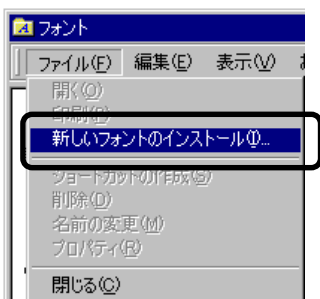 フォント
ファイル(F) 編集(E) 表示(V)
開く(O)
印刷(P)
新しいフォントのインストール(I)...
ショートカットの作成(S)
削除(D)
名前の変更(M)
プロパティ(R)
閉じる(C)